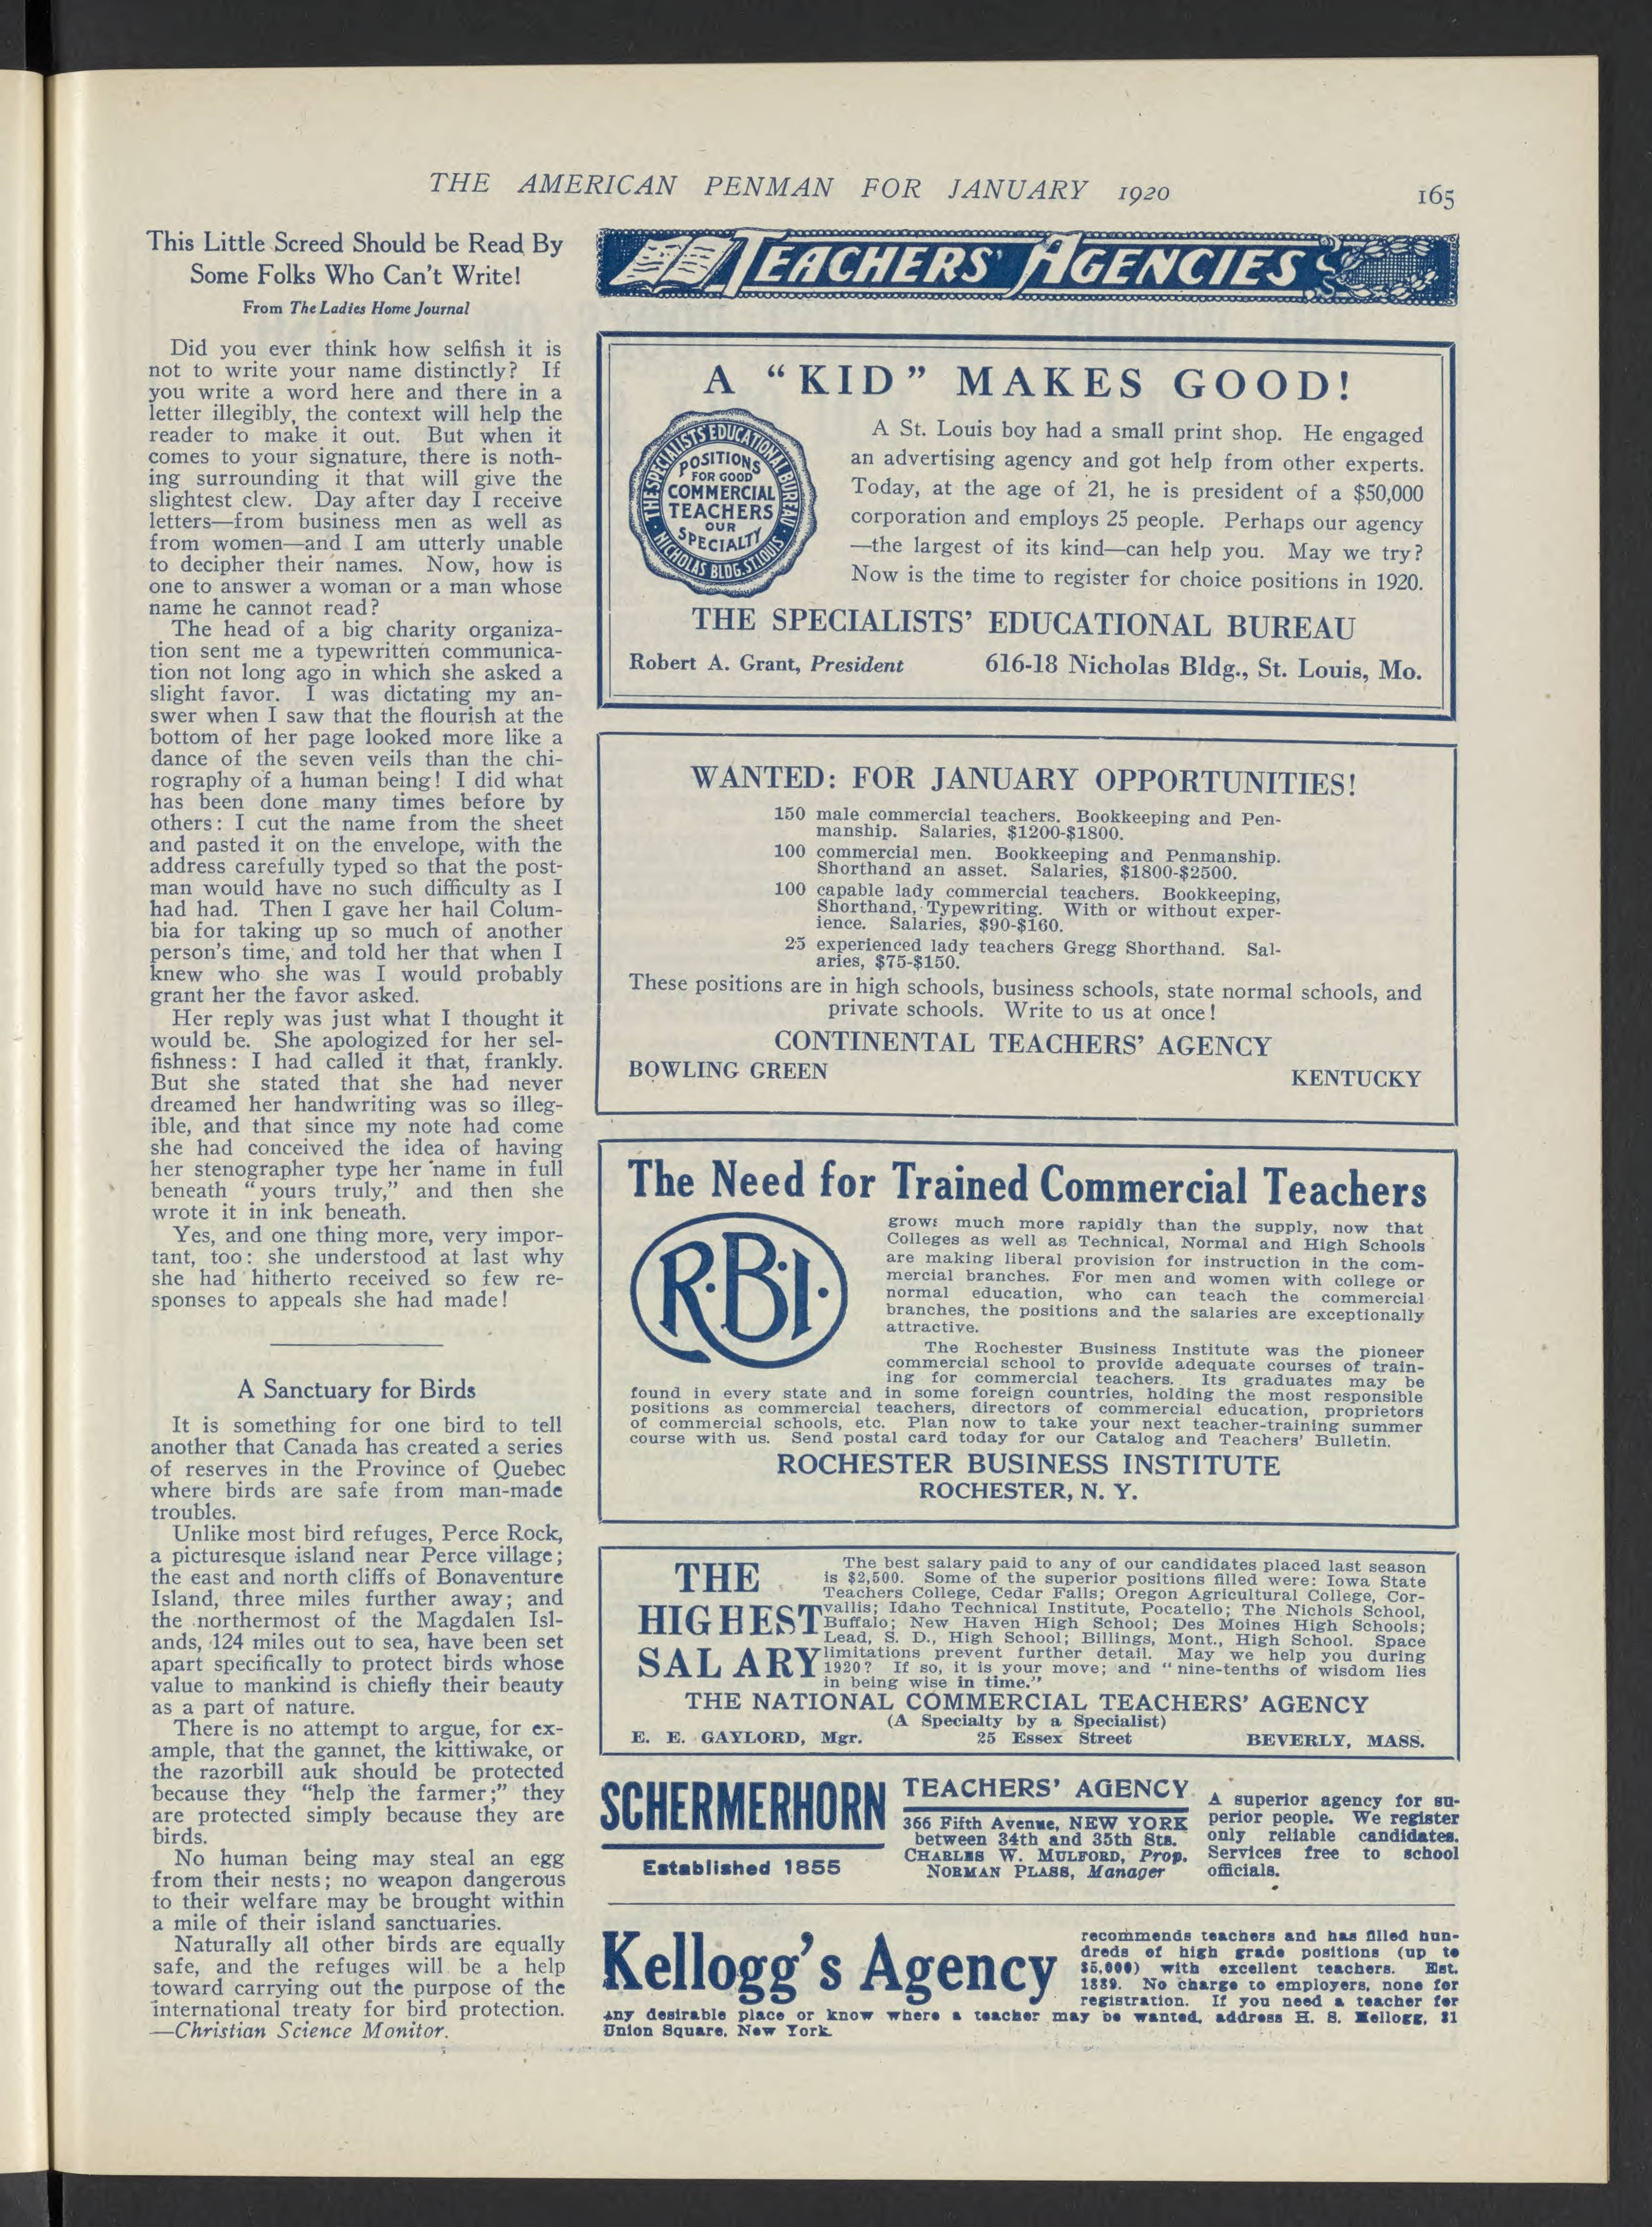 THE AMERICAN PENMAN FOR JANUARY 1920
165
This Little Screed Should be Read By
Some Folks Who Can't Write!
From The Ladies Home Journal
Did you ever think how selfish it is
not to write your name distinctly? If
you write a word here and there in a
letter illegibly, the context will help the
reader to make it out. But when it
comes to your signature, there is noth-
ing surrounding it that will give the
slightest clew. Day after day I receive
letters—from business men as well as
from women—and I am utterly unable
to decipher their names. Now, how is
one to answer a woman or a man whose
name he cannot read?
The head of a big charity organiza-
tion sent me a typewritten communica-
tion not long ago in which she asked a
slight favor. I was dictating my an-
swer when I saw that the flourish at the
bottom of her page looked more like a
dance of the seven veils than the chi-
rography of a human being! I did what
has been done many times before by
others: I cut the name from the sheet
and pasted it on the envelope, with the
address carefully typed so that the post-
man would have no such difficulty as I
had had. Then I gave her hail Colum-
bia for taking up so much of another
person's time, and told her that when I
knew who she was I would probably
grant her the favor asked.
Her reply was just what I thought it
would be. She apologized for her sel-
fishness: I had called it that, frankly.
But she stated that she had never
dreamed her handwriting was so illeg-
ible, and that since my note had come
she had conceived the idea of having
her stenographer type her name in full
beneath "yours truly," and then she
wrote it in ink beneath.
Yes, and one thing more, very impor-
tant, too: she understood at last why
she had hitherto received so few re-
sponses to appeals she had made!
A Sanctuary for Birds
It is something for one bird to tell
another that Canada has created a series
of reserves in the Province of Quebec
where birds are safe from man-made
troubles.
Unlike most bird refuges, Perce Rock,
a picturesque island near Perce village;
the east and north cliffs of Bonaventure
Island, three miles further away; and
the northermost of the Magdalen Isl-
ands, 124 miles out to sea, have been set
apart specifically to protect birds whose
value to mankind is chiefly their beauty
as a part of nature.
There is no attempt to argue, for ex-
ample, that the gannet, the kittiwake, or
the razorbill auk should be protected
because they "help the farmer;" they
are protected simply because they are
birds.
No human being may steal an egg
from their nests; no weapon dangerous
to their welfare may be brought within
a mile of their island sanctuaries.
Naturally all other birds are equally
safe, and the refuges will be a help
toward carrying out the purpose of the
international treaty for bird protection.
—Christian Science Monitor.
TEACHERS' AGENCIES
A "KID" MAKES GOOD!
THE SPECIALISTS EDUCATIONAL BUREAU
NICHOLAS BLDG. ST. LOUIS
POSITIONS
FOR GOOD
COMMERCIAL
TEACHERS
OUR
SPECIALTY
A St. Louis boy had a small print shop. He engaged
an advertising agency and got help from other experts.
Today, at the age of 21, he is president of a $50,000
corporation and employs 25 people. Perhaps our agency
—the largest of its kind—can help you. May we try?
Now is the time to register for choice positions in 1920.
THE SPECIALISTS' EDUCATIONAL BUREAU
Robert A. Grant, President 616-18 Nicholas Bldg., St. Louis, Mo.
WANTED: FOR JANUARY OPPORTUNITIES!
150 male commercial teachers. Bookkeeping and Pen-
manship. Salaries, $1200-$1800.
100 commercial men. Bookkeeping and Penmanship.
Shorthand an asset. Salaries, $1800-$2500.
100 capable lady commercial teachers. Bookkeeping,
Shorthand, Typewriting. With or without exper-
ience. Salaries, $90-$160.
25 experienced lady teachers Gregg Shorthand. Sal-
aries, $75-$150.
These positions are in high schools, business schools, state normal schools, and
private schools. Write to us at once!
CONTINENTAL TEACHERS' AGENCY
BOWLING GREEN KENTUCKY
The Need for Trained Commercial Teachers
R·B·I·
grows much more rapidly than the supply, now that
Colleges as well as Technical, Normal and High Schools
are making liberal provision for instruction in the com-
mercial branches. For men and women with college or
normal education, who can teach the commercial
branches, the positions and the salaries are exceptionally
attractive.
The Rochester Business Institute was the pioneer
commercial school to provide adequate courses of train-
ing for commercial teachers. Its graduates may be
found in every state and in some foreign countries, holding the most responsible
positions as commercial teachers, directors of commercial education, proprietors
of commercial schools, etc. Plan now to take your next teacher-training summer
course with us. Send postal card today for our Catalog and Teachers' Bulletin.
ROCHESTER BUSINESS INSTITUTE
ROCHESTER, N. Y.
THE
HIGHEST
SALARY
The best salary paid to any of our candidates placed last season
is $2,500. Some of the superior positions filled were: Iowa State
Teachers College, Cedar Falls; Oregon Agricultural College, Cor-
vallis; Idaho Technical Institute, Pocatello; The Nichols School,
Buffalo; New Haven High School; Des Moines High Schools;
Lead, S. D., High School; Billings, Mont., High School. Space
limitations prevent further detail. May we help you during
1920? If so, it is your move; and "nine-tenths of wisdom lies
in being wise in time."
THE NATIONAL COMMERCIAL TEACHERS' AGENCY
(A Specialty by a Specialist)
E. E. GAYLORD, Mgr. 25 Essex Street BEVERLY, MASS.
SCHERMERHORN
Established 1855
TEACHERS' AGENCY
366 Fifth Avenue, NEW YORK
between 34th and 35th Sts.
CHARLES W. MULFORD, Prop.
NORMAN PLASS, Manager
A superior agency for su-
perior people. We register
only reliable candidates.
Services free to school
officials.
Kellogg's Agency
recommends teachers and has filled hun-
dreds of high grade positions (up to
$5,000) with excellent teachers. Est.
1889. No charge to employers, none for
registration. If you need a teacher for
any desirable place or know where a teacher may be wanted, address H. S. Kellogg, 31
Union Square, New York.